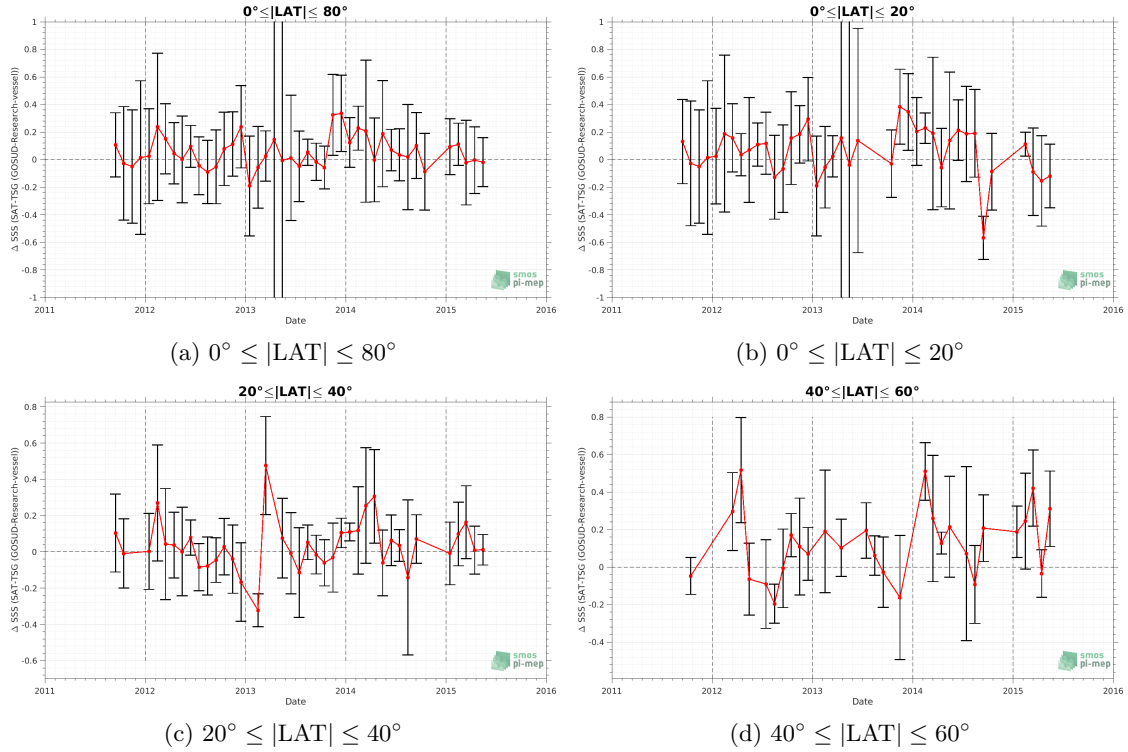 0°≤|LAT|≤ 80°
Δ SSS (SAT-TSG (GOSUD-Research-vessel))
1
0.8
0.6
0.4
0.2
0
-0.2
-0.4
-0.6
-0.8
-1
2011 2012 2013 2014 2015 2016
Date
smos
pi-mep
(a) 0° ≤ |LAT| ≤ 80°
0°≤|LAT|≤ 20°
Δ SSS (SAT-TSG (GOSUD-Research-vessel))
1
0.8
0.6
0.4
0.2
0
-0.2
-0.4
-0.6
-0.8
-1
2011 2012 2013 2014 2015 2016
Date
smos
pi-mep
(b) 0° ≤ |LAT| ≤ 20°
20°≤|LAT|≤ 40°
Δ SSS (SAT-TSG (GOSUD-Research-vessel))
0.8
0.6
0.4
0.2
0
-0.2
-0.4
-0.6
2011 2012 2013 2014 2015 2016
Date
smos
pi-mep
(c) 20° ≤ |LAT| ≤ 40°
40°≤|LAT|≤ 60°
Δ SSS (SAT-TSG (GOSUD-Research-vessel))
0.8
0.6
0.4
0.2
0
-0.2
-0.4
2011 2012 2013 2014 2015 2016
Date
smos
pi-mep
(d) 40° ≤ |LAT| ≤ 60°